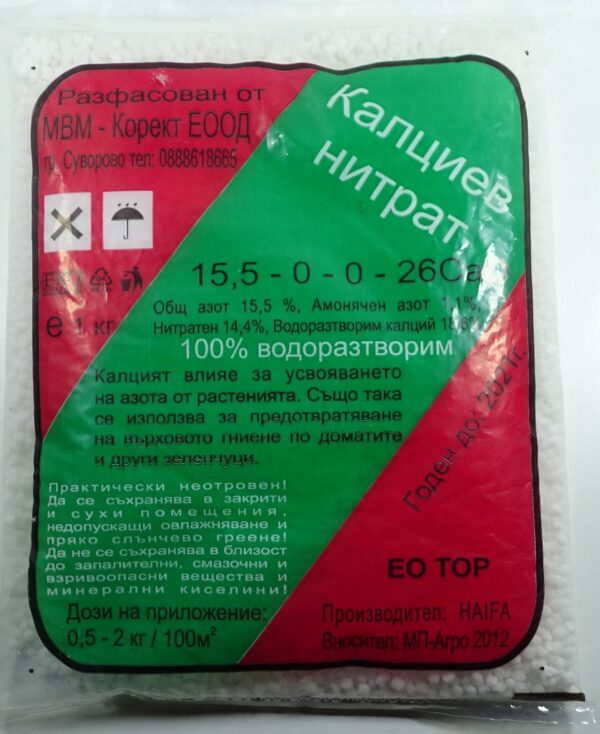 Разфасован от
МВМ - Корект ЕООД
гр. Суворово тел: 0888618665
Калциев
нитрат
15,5 - 0 - 0 - 26Ca
е 1 кг
Общ азот 15,5 %, Амонячен азот 1,1%,
Нитратен 14,4%, Водоразтворим калций
100% водоразтворим
Калцият влияе за усвояването
на азота от растенията. Също така
се използва за предотвратяване
на върховото гниене по доматите
и други зеленчуци.
Годен до: 2021г.
Практически неотровен!
Да се съхранява в закрити
и сухи помещения,
недопускащи овлажняване и
пряко слънчево греене!
Да не се съхранява в близост
до запалителни, смазочни и
взривоопасни вещества и
минерални киселини!
ЕО ТОР
Дози на приложение:
0,5 - 2 кг / 100м²
Производител: HAIFA
Вносител: МП-Агро 2012